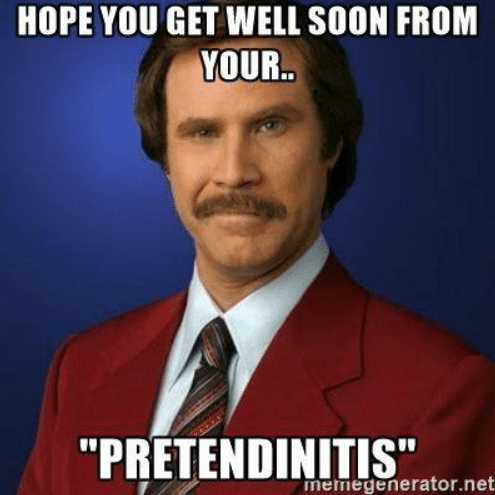 HOPE YOU GET WELL SOON FROM
YOUR..
"PRETENDINITIS"
memegenerator.net